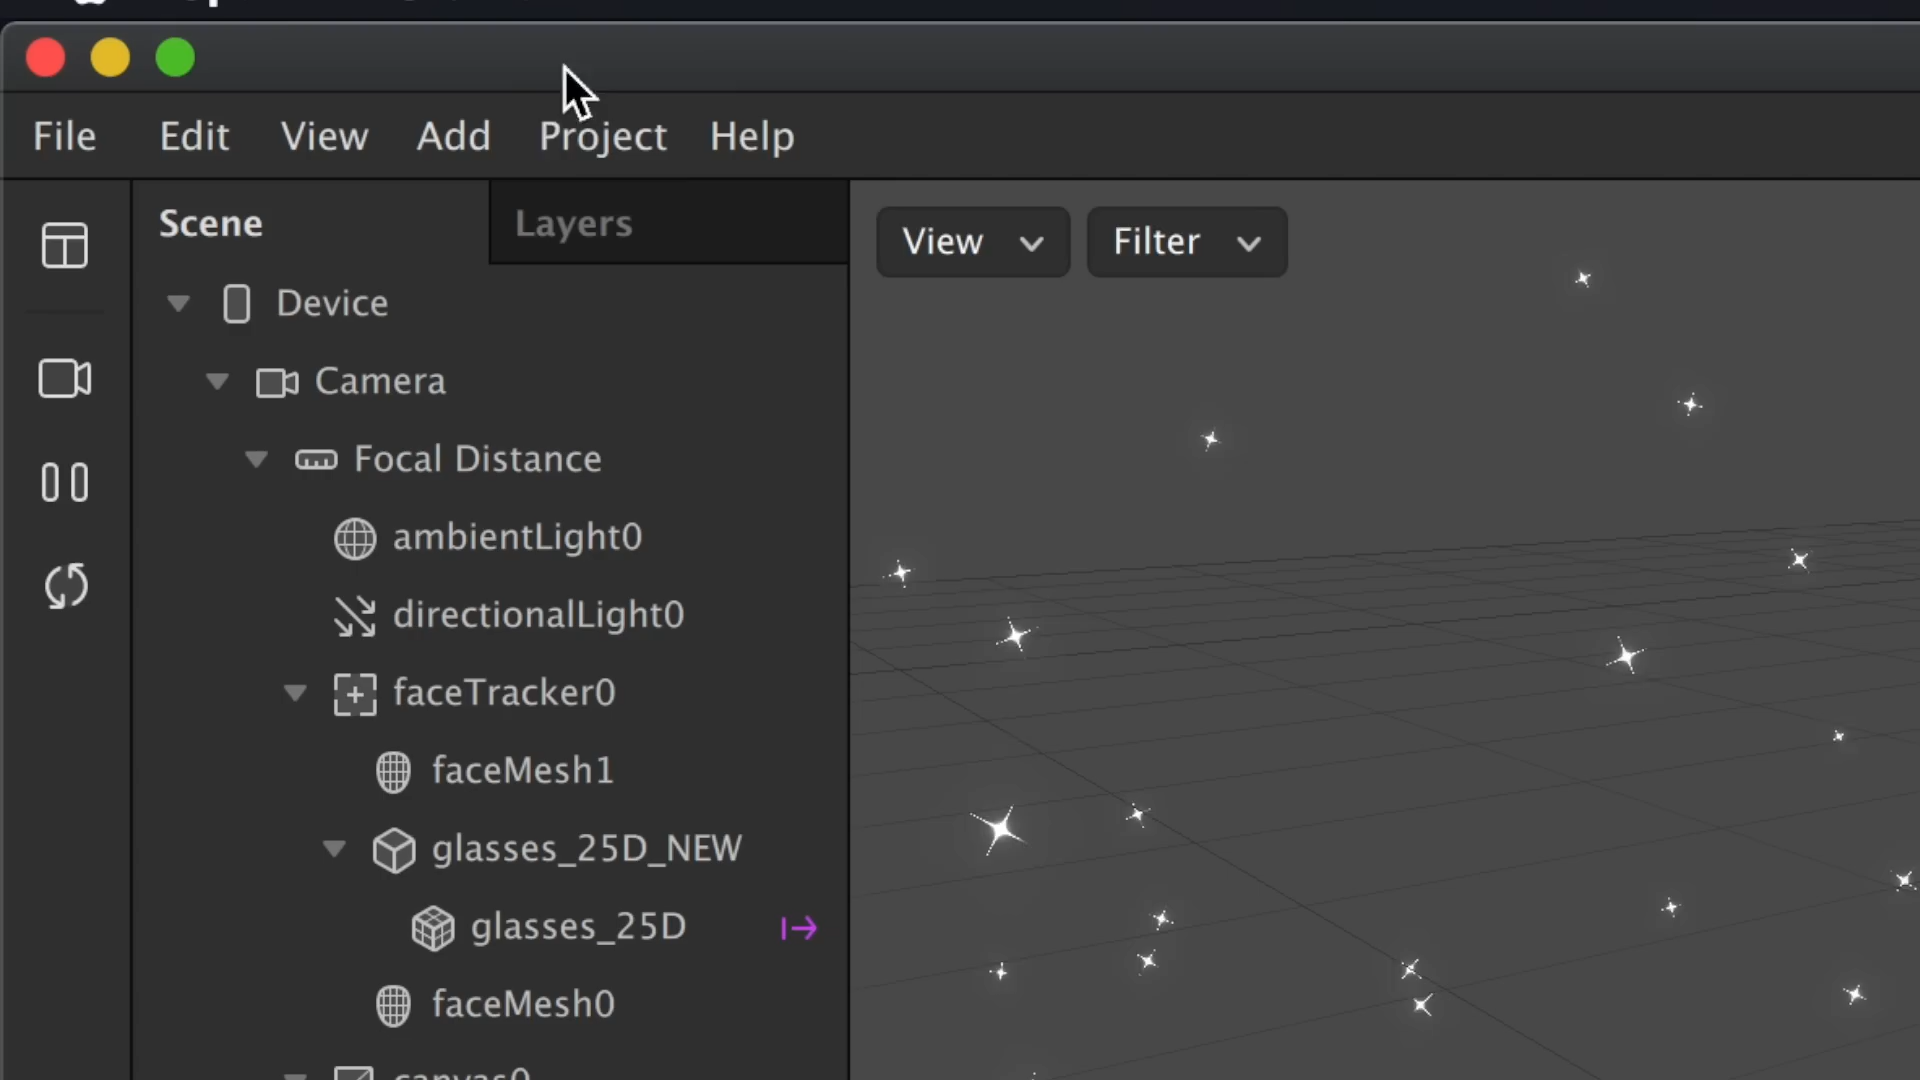 File Edit View Add Project Help
Scene Layers
View Filter
Device
Camera
Focal Distance
ambientLight0
directionalLight0
faceTracker0
faceMesh1
glasses_25D_NEW
glasses_25D
faceMesh0
canvas0